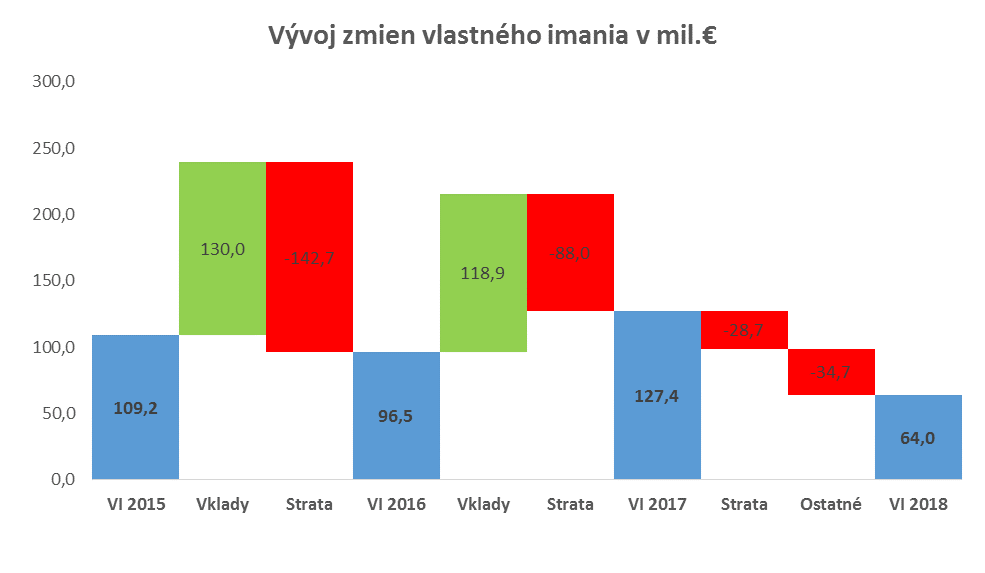 Vývoj zmien vlastného imania v mil.€
300,0
250,0
200,0
150,0
100,0
50,0
0,0
109,2
130,0
-142,7
96,5
118,9
-88,0
127,4
-28,7
34,7
64,0
VI 2015
Vklady
Strata
VI 2016
Vklady
Strata
VI 2017
Strata
Ostatné
VI 2018